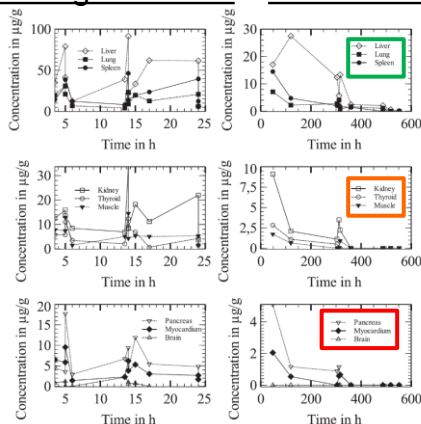 Concentration in µg/g
100
50
0
Liver
Lung
Spleen
5 10 15 20 25
Time in h
Concentration in µg/g
30
20
10
0
Liver
Lung
Spleen
0 200 400 600
Time in h
Concentration in µg/g
30
20
10
0
Kidney
Thyroid
Muscle
5 10 15 20 25
Time in h
Concentration in µg/g
10
7,5
5
2,5
0
Kidney
Thyroid
Muscle
0 200 400 600
Time in h
Concentration in µg/g
20
15
10
5
0
Pancreas
Myocardium
Brain
5 10 15 20 25
Time in h
Concentration in µg/g
4
2
0
Pancreas
Myocardium
Brain
0 200 400 600
Time in h